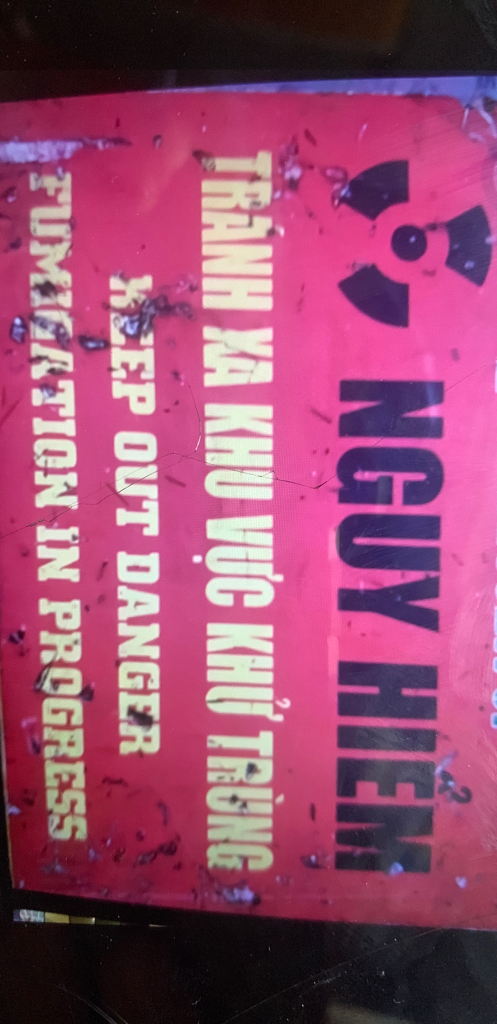 NGUY HIỂM
TRÁNH XA KHU VỰC KHỬ TRÙNG
KEEP OUT DANGER
FUMIGATION IN PROGRESS